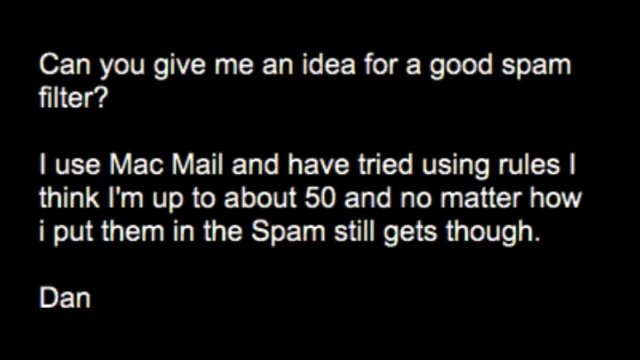 Can you give me an idea for a good spam
filter?
I use Mac Mail and have tried using rules I
think I'm up to about 50 and no matter how
i put them in the Spam still gets though.
Dan